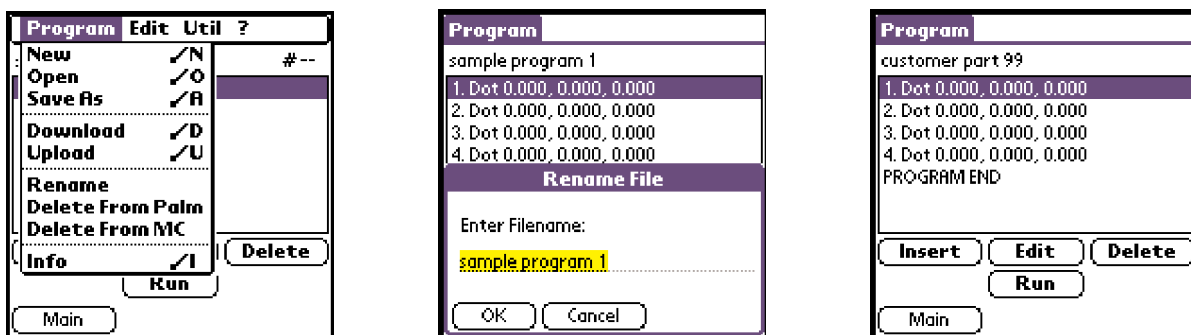 Program Edit Util ?
#--
New ⁄N
Open ⁄O
Save As ⁄A
Download ⁄D
Upload ⁄U
Rename
Delete From Palm
Delete From MC
Info ⁄I
Delete
Run
Main
Program
sample program 1
1. Dot 0.000, 0.000, 0.000
2. Dot 0.000, 0.000, 0.000
3. Dot 0.000, 0.000, 0.000
4. Dot 0.000, 0.000, 0.000
Rename File
Enter Filename:
sample program 1
OK Cancel
Program
customer part 99
1. Dot 0.000, 0.000, 0.000
2. Dot 0.000, 0.000, 0.000
3. Dot 0.000, 0.000, 0.000
4. Dot 0.000, 0.000, 0.000
PROGRAM END
Insert Edit Delete
Run
Main